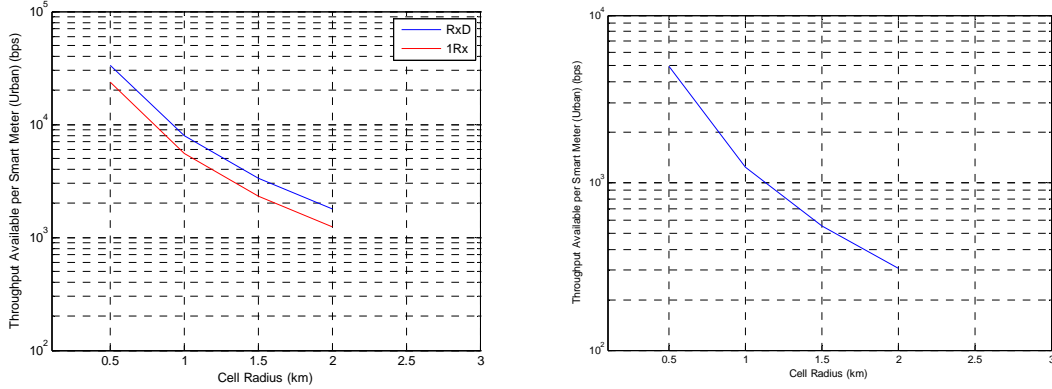 10^5
10^4
10^3
10^2
Throughput Available per Smart Meter (Urban) (bps)
RxD
1Rx
0.5 1 1.5 2 2.5 3
Cell Radius (km)
10^4
10^3
10^2
Throughput Available per Smart Meter (Urban) (bps)
0.5 1 1.5 2 2.5 3
Cell Radius (km)